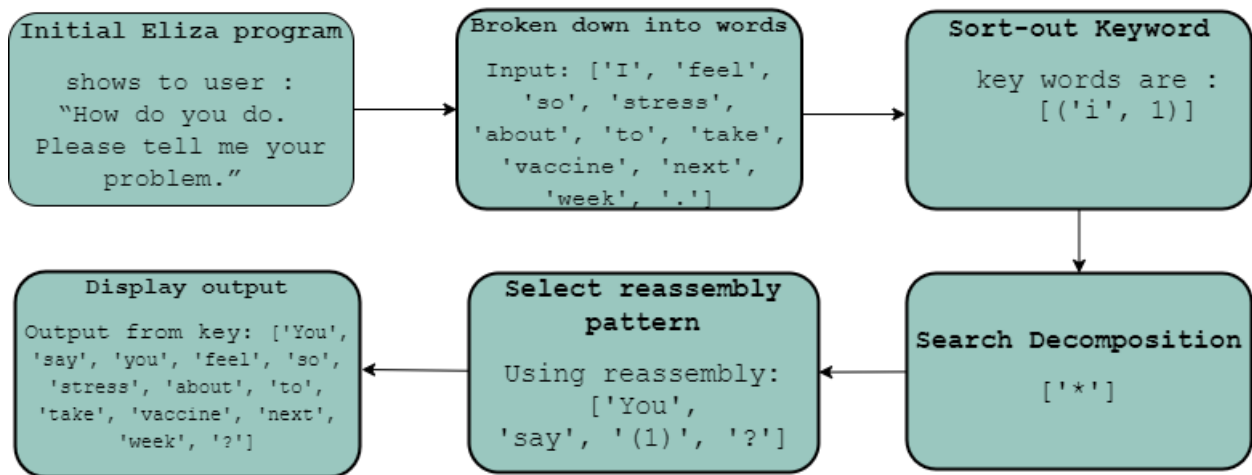 Initial Eliza program
shows to user :
“How do you do.
Please tell me your
problem.”
Broken down into words
Input: ['I', 'feel',
'so', 'stress',
'about', 'to', 'take',
'vaccine', 'next',
'week', '.']
Sort-out Keyword
key words are :
[('i', 1)]
Search Decomposition
['*']
Select reassembly
pattern
Using reassembly:
['You',
'say', '(1)', '?']
Display output
Output from key: ['You',
'say', 'you', 'feel', 'so',
'stress', 'about', 'to',
'take', 'vaccine', 'next',
'week', '?']